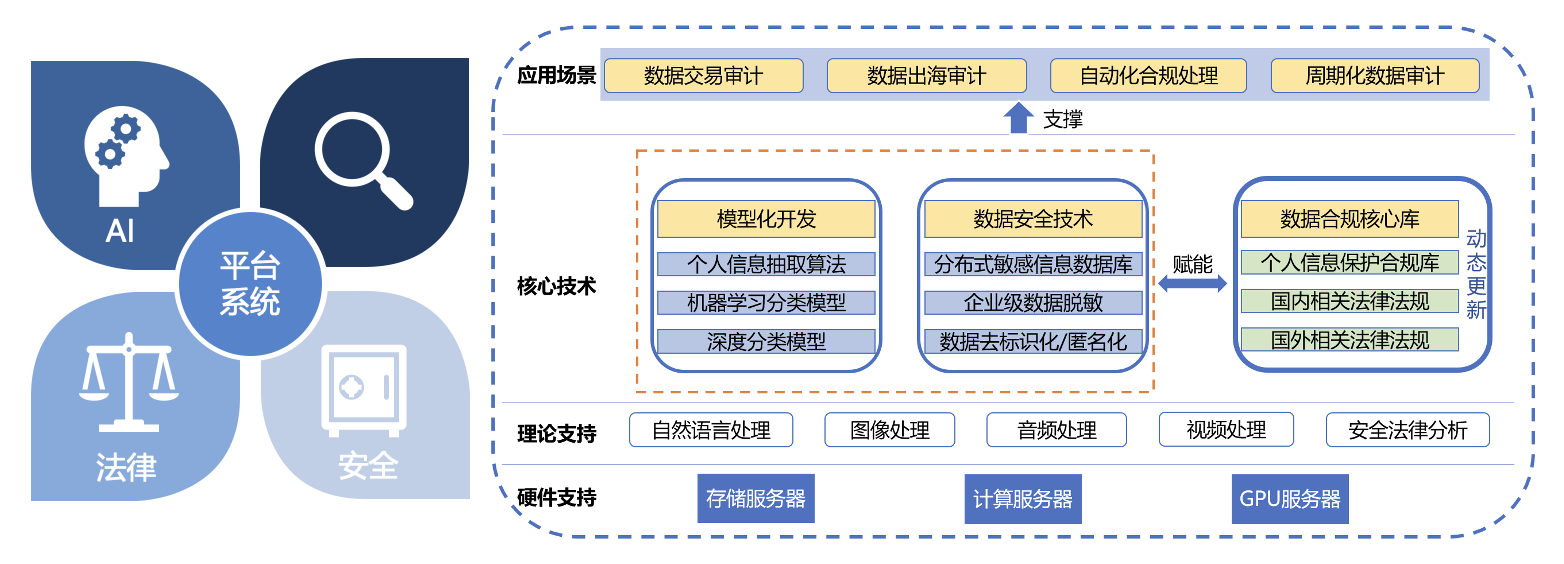 AI
平台
系统
法律
安全
应用场景
数据交易审计
数据出海审计
自动化合规处理
周期化数据审计
支撑
核心技术
模型化开发
个人信息抽取算法
机器学习分类模型
深度分类模型
数据安全技术
分布式敏感信息数据库
企业级数据脱敏
数据去标识化/匿名化
赋能
数据合规核心库
个人信息保护合规库
国内相关法律法规
国外相关法律法规
动态更新
理论支持
自然语言处理
图像处理
音频处理
视频处理
安全法律分析
硬件支持
存储服务器
计算服务器
GPU服务器